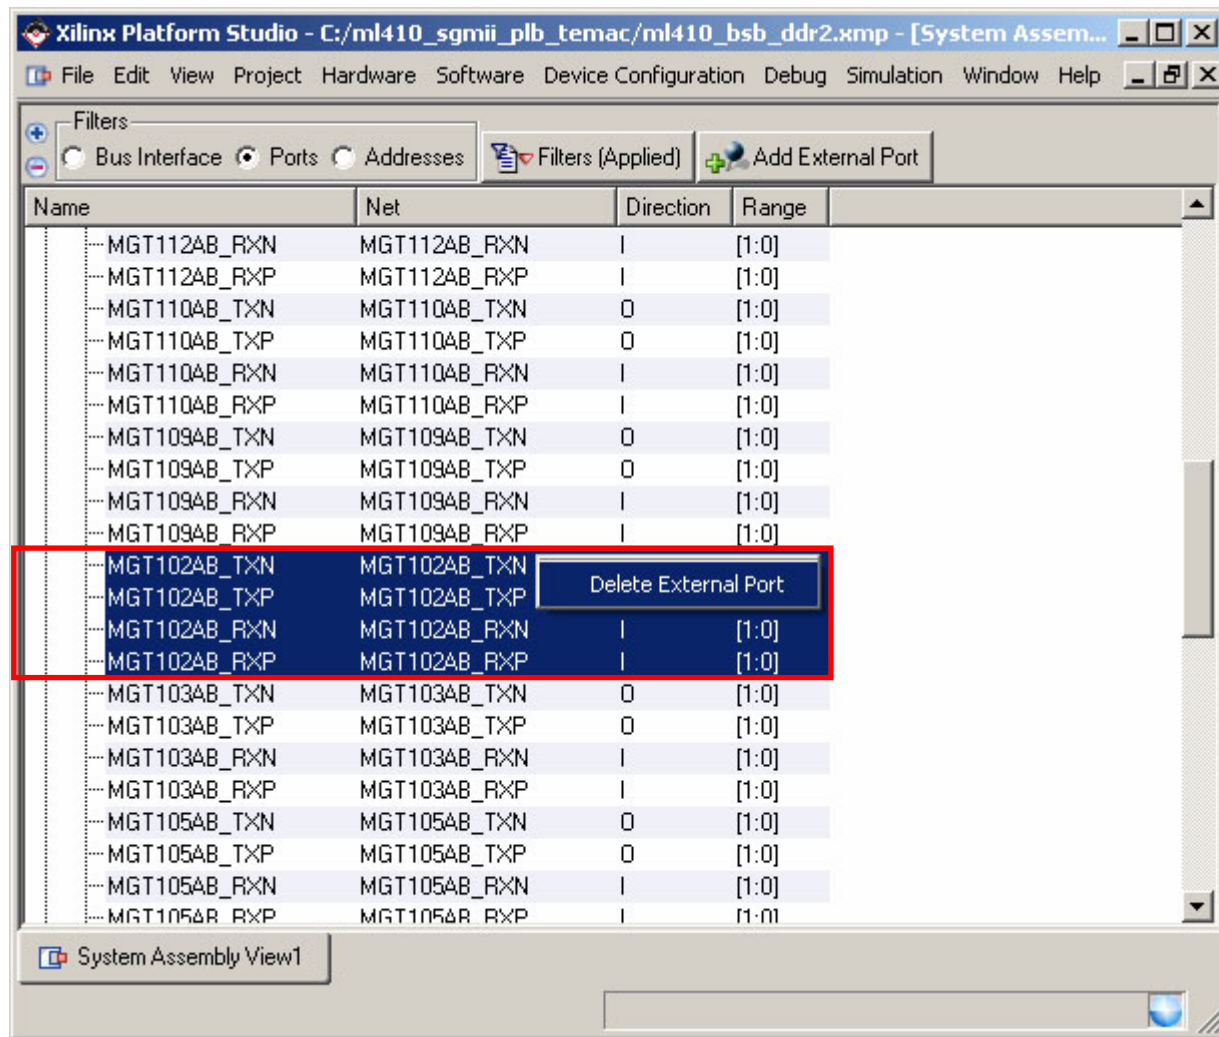 Xilinx Platform Studio - C:/ml410_sgmii_plb_temac/ml410_bsb_ddr2.xmp - [System Assem...
File Edit View Project Hardware Software Device Configuration Debug Simulation Window Help
Filters
Bus Interface Ports Addresses Filters (Applied) Add External Port
Name Net Direction Range
MGT112AB_RXN MGT112AB_RXN I [1:0]
MGT112AB_RXP MGT112AB_RXP I [1:0]
MGT110AB_TXN MGT110AB_TXN O [1:0]
MGT110AB_TXP MGT110AB_TXP O [1:0]
MGT110AB_RXN MGT110AB_RXN I [1:0]
MGT110AB_RXP MGT110AB_RXP I [1:0]
MGT109AB_TXN MGT109AB_TXN O [1:0]
MGT109AB_TXP MGT109AB_TXP O [1:0]
MGT109AB_RXN MGT109AB_RXN I [1:0]
MGT109AB_RXP MGT109AB_RXP I [1:0]
MGT102AB_TXN MGT102AB_TXN
Delete External Port
MGT102AB_TXP MGT102AB_TXP
MGT102AB_RXN MGT102AB_RXN I [1:0]
MGT102AB_RXP MGT102AB_RXP I [1:0]
MGT103AB_TXN MGT103AB_TXN O [1:0]
MGT103AB_TXP MGT103AB_TXP O [1:0]
MGT103AB_RXN MGT103AB_RXN I [1:0]
MGT103AB_RXP MGT103AB_RXP I [1:0]
MGT105AB_TXN MGT105AB_TXN O [1:0]
MGT105AB_TXP MGT105AB_TXP O [1:0]
MGT105AB_RXN MGT105AB_RXN I [1:0]
MGT105AB_RXP MGT105AB_RXP I [1:0]
System Assembly View1